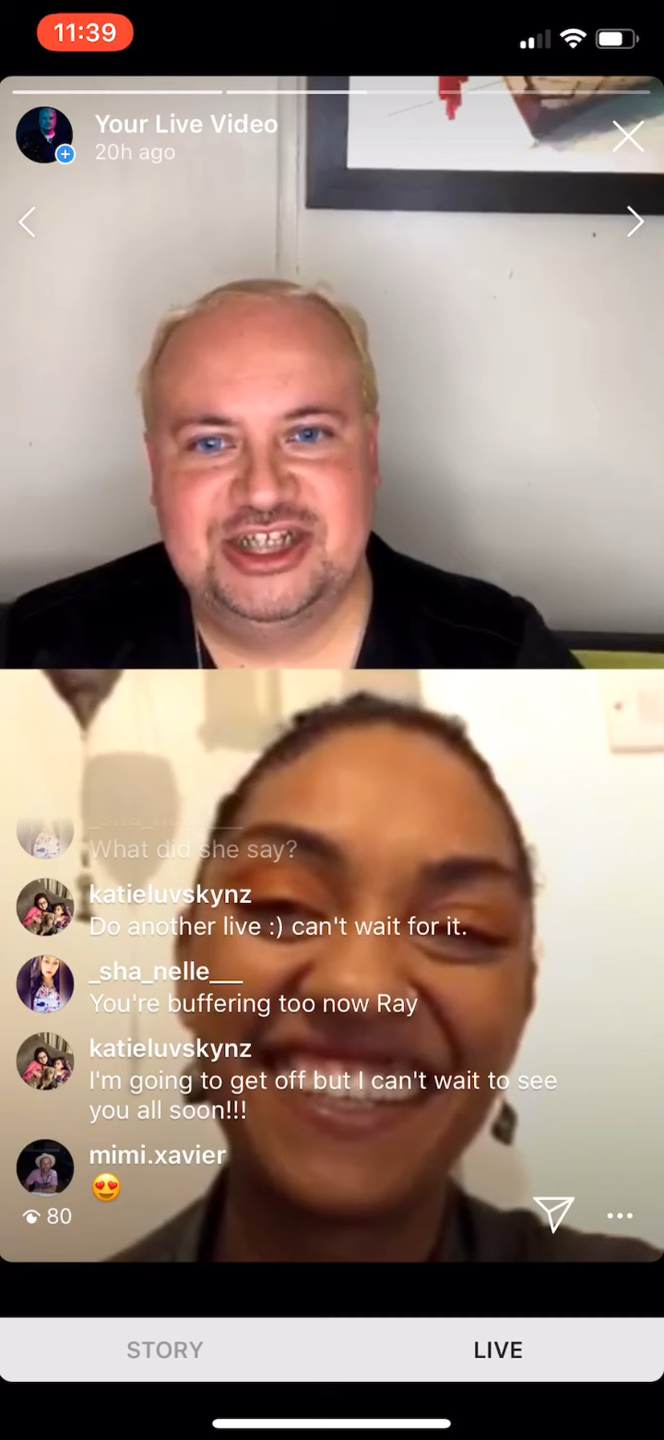 11:39
Your Live Video
20h ago
What did she say?
katieluvskynz
Do another live :) can't wait for it.
_sha_nelle___
You're buffering too now Ray
katieluvskynz
I'm going to get off but I can't wait to see
you all soon!!!
mimi.xavier
😍
80
STORY
LIVE